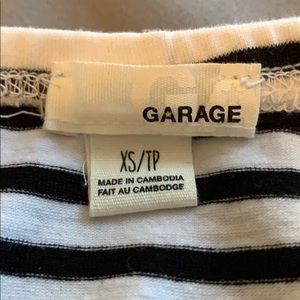 GARAGE
XS/TP
MADE IN CAMBODIA
FAIT AU CAMBODGE